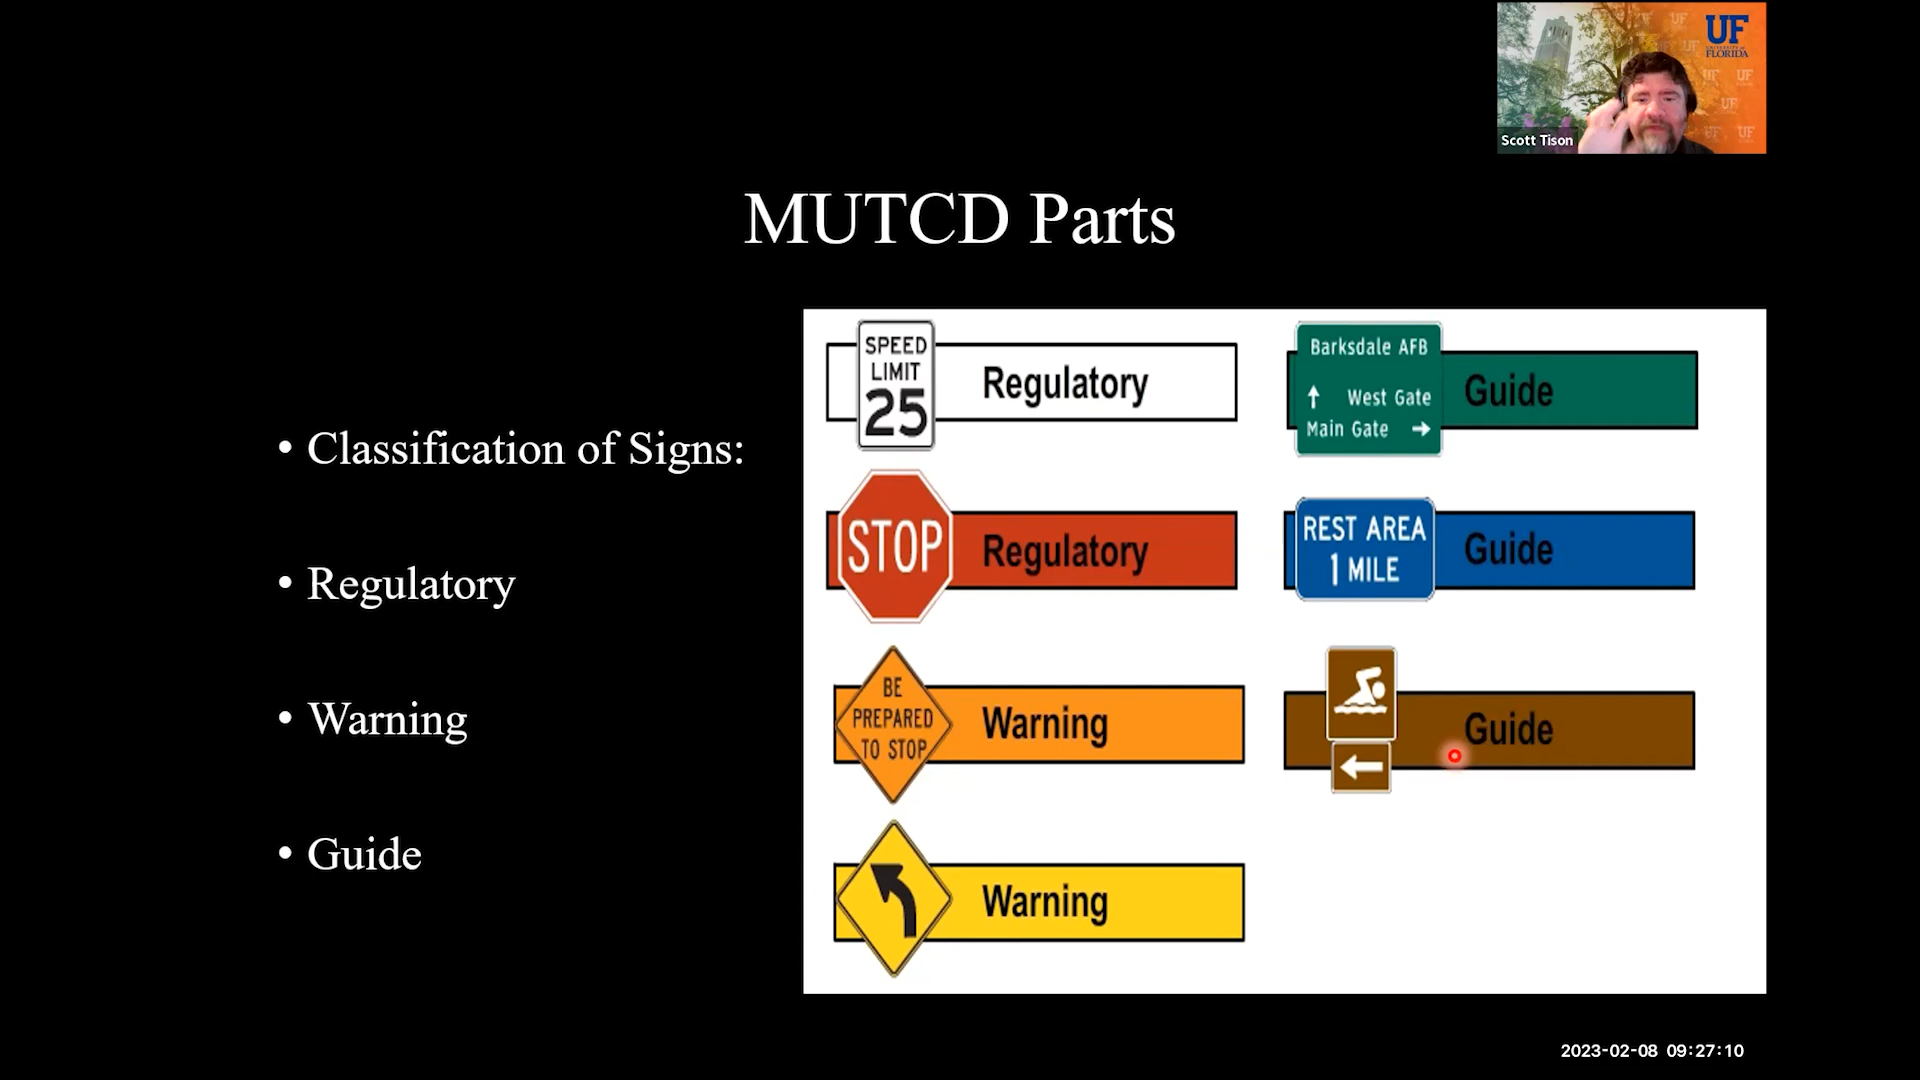 UF
UNIVERSITY of
FLORIDA
Scott Tison
MUTCD Parts
• Classification of Signs:
• Regulatory
• Warning
• Guide
SPEED
LIMIT
25
Regulatory
STOP
Regulatory
BE
PREPARED
TO STOP
Warning
Warning
Barksdale AFB
↑ West Gate
Main Gate →
Guide
REST AREA
1 MILE
Guide
Guide
2023-02-08 09:27:10